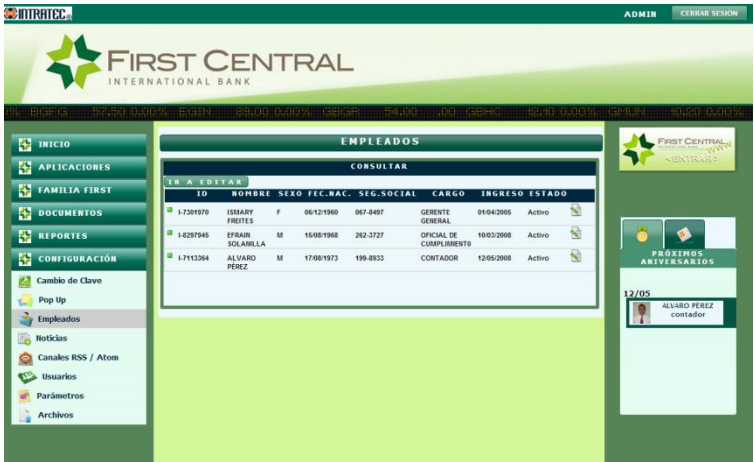 INTRATEC
ADMIN
CERRAR SESIÓN
FIRST CENTRAL
INTERNATIONAL BANK
EMPLEADOS
CONSULTAR
IR A EDITAR
ID NOMBRE SEXO FEC.NAC. SEG.SOCIAL CARGO INGRESO ESTADO
I-7301970 ISMARY FREITES F 06/12/1960 067-8497 GERENTE GENERAL 01/04/2005 Activo
I-8297945 EFRAIN SOLANILLA M 15/08/1968 262-3727 OFICIAL DE CUMPLIMIENTO 10/03/2008 Activo
I-7113364 ALVARO PÉREZ M 17/08/1973 199-8933 CONTADOR 12/05/2008 Activo
INICIO
APLICACIONES
FAMILIA FIRST
DOCUMENTOS
REPORTES
CONFIGURACIÓN
Cambio de Clave
Pop Up
Empleados
Noticias
Canales RSS / Atom
Usuarios
Parámetros
Archivos
FIRST CENTRAL
WWW
<ENTRAR>
PRÓXIMOS
ANIVERSARIOS
12/05
ALVARO PÉREZ
contador